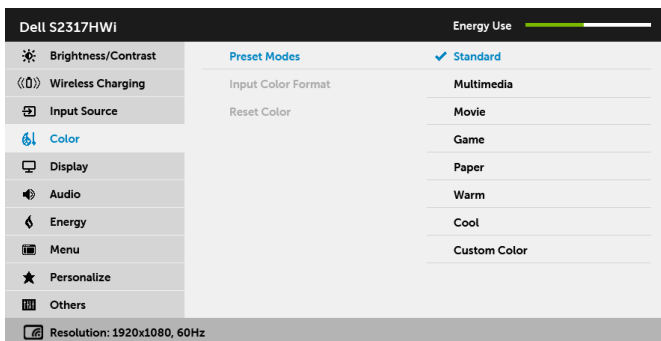 Dell S2317HWi Energy Use
Brightness/Contrast Preset Modes Standard
Wireless Charging Input Color Format Multimedia
Input Source Reset Color Movie
Color Game
Display Paper
Audio Warm
Energy Cool
Menu Custom Color
Personalize
Others
Resolution: 1920x1080, 60Hz